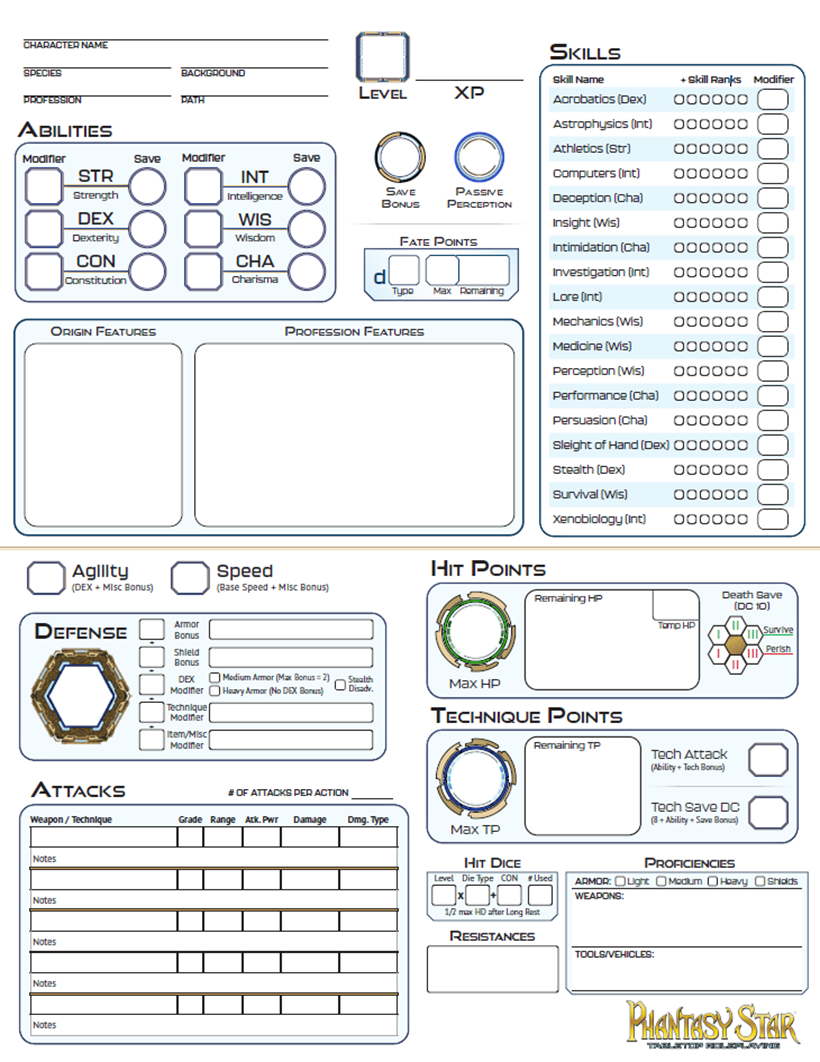 CHARACTER NAME
SPECIES BACKGROUND
PROFESSION PATH
LEVEL XP
ABILITIES
Modifier Save Modifier Save
STR INT
Strength Intelligence
DEX WIS
Dexterity Wisdom
CON CHA
Constitution Charisma
SAVE BONUS
PASSIVE PERCEPTION
FATE POINTS
d
Type Max Remaining
ORIGIN FEATURES PROFESSION FEATURES
SKILLS
Skill Name + Skill Ranks Modifier
Acrobatics (Dex)
Astrophysics (Int)
Athletics (Str)
Computers (Int)
Deception (Cha)
Insight (Wis)
Intimidation (Cha)
Investigation (Int)
Lore (Int)
Mechanics (Wis)
Medicine (Wis)
Perception (Wis)
Performance (Cha)
Persuasion (Cha)
Sleight of Hand (Dex)
Stealth (Dex)
Survival (Wis)
Xenobiology (Int)
Agility Speed
(DEX + Misc Bonus) (Base Speed + Misc Bonus)
DEFENSE
Armor
Bonus
Shield
Bonus
DEX
Modifier
Medium Armor (Max Bonus = 2)
Heavy Armor (No DEX Bonus)
Stealth
Disadv.
Technique
Modifier
Item/Misc
Modifier
ATTACKS # OF ATTACKS PER ACTION
Weapon / Technique Grade Range Atk. Pwr Damage Dmg. Type
Notes
Notes
Notes
Notes
Notes
HIT POINTS
Max HP
Remaining HP
Temp HP
Death Save
(DC 10)
I II III Survive
I II III Perish
TECHNIQUE POINTS
Max TP
Remaining TP
Tech Attack
(Ability + Tech Bonus)
Tech Save DC
(8 + Ability + Save Bonus)
HIT DICE
Level Die Type CON # Used
x +
1/2 max HD after Long Rest
RESISTANCES
PROFICIENCIES
ARMOR: Light Medium Heavy Shields
WEAPONS:
TOOLS/VEHICLES:
PHANTASY STAR
TABLETOP ROLEPLAYING